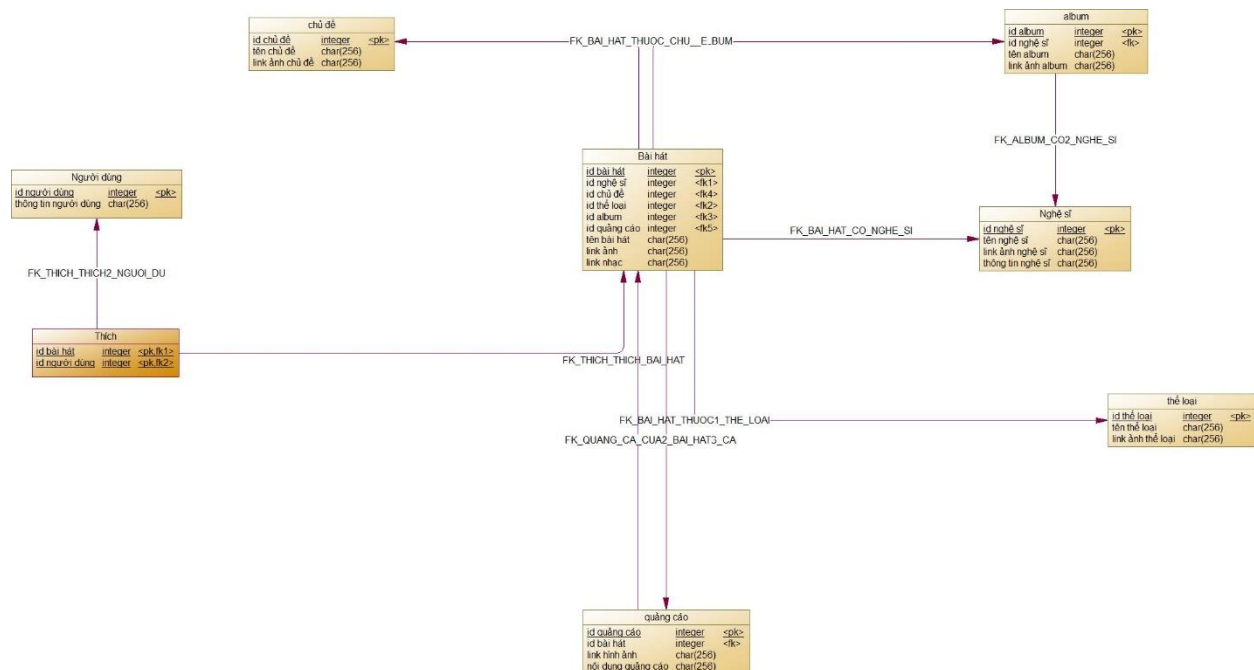 chủ đề
id chủ đề integer <pk>
tên chủ đề char(256)
link ảnh chủ đề char(256)
album
id album integer <pk>
id nghệ sĩ integer <fk>
tên album char(256)
link ảnh album char(256)
FK_ALBUM_CO2_NGHE_SI
Bài hát
id bài hát integer <pk>
id nghệ sĩ integer <fk1>
id chủ đề integer <fk4>
id thể loại integer <fk2>
id album integer <fk3>
id quảng cáo integer <fk5>
tên bài hát char(256)
link ảnh char(256)
link nhạc char(256)
Người dùng
id người dùng integer <pk>
thông tin người dùng char(256)
FK_BAI_HAT_CO_NGHE_SI
Nghệ sĩ
id nghệ sĩ integer <pk>
tên nghệ sĩ char(256)
link ảnh nghệ sĩ char(256)
thông tin nghệ sĩ char(256)
FK_THICH_THICH2_NGUOI_DU
Thích
id bài hát integer <pk,fk1>
id người dùng integer <pk,fk2>
FK_THICH_THICH_BAI_HAT
thể loại
id thể loại integer <pk>
tên thể loại char(256)
link ảnh thể loại char(256)
FK_BAI_HAT_THUOC1_THE_LOAI
quảng cáo
id quảng cáo integer <pk>
id bài hát integer <fk>
link hình ảnh char(256)
nội dung quảng cáo char(256)